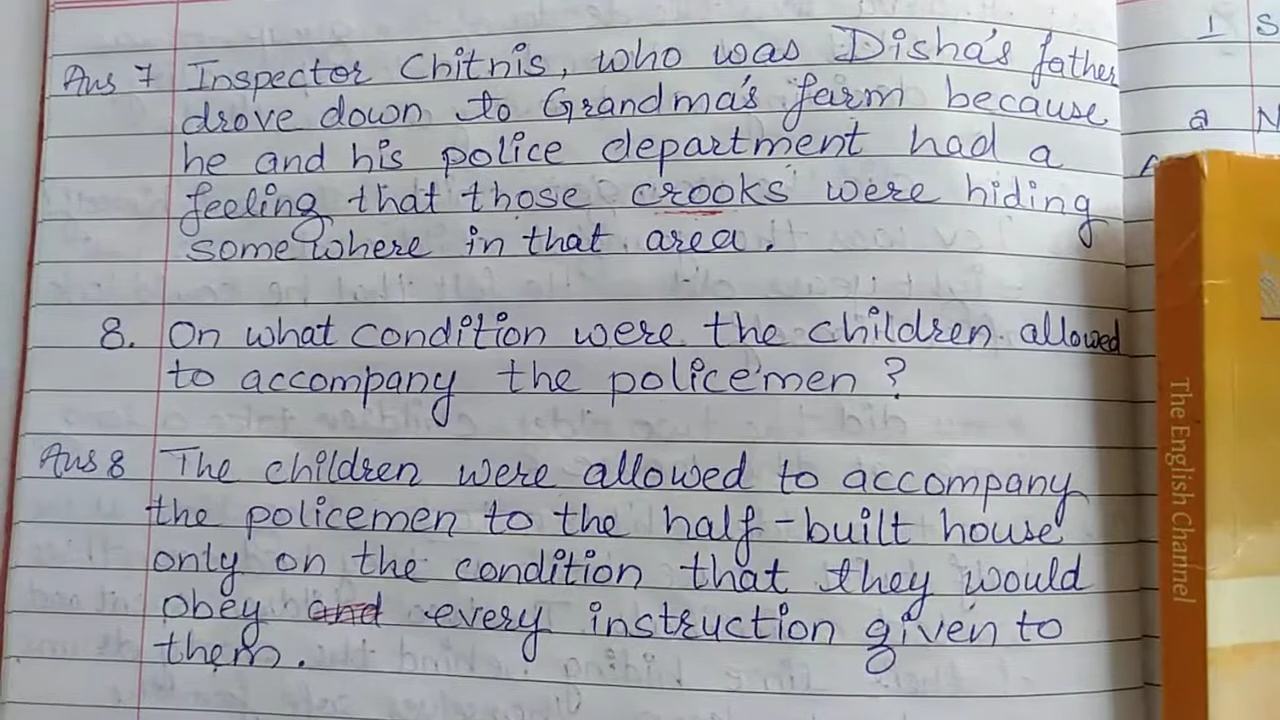 Ans 7 Inspector Chitnis, who was Disha's father
drove down to Grandma's farm because
he and his police department had a
feeling that those crooks were hiding
somewhere in that area.
8. On what condition were the children allowed
to accompany the policemen ?
Ans 8 The children were allowed to accompany
the policemen to the half-built house
only on the condition that they would
obey and every instruction given to
them.
1 S
2 N
The English Channel